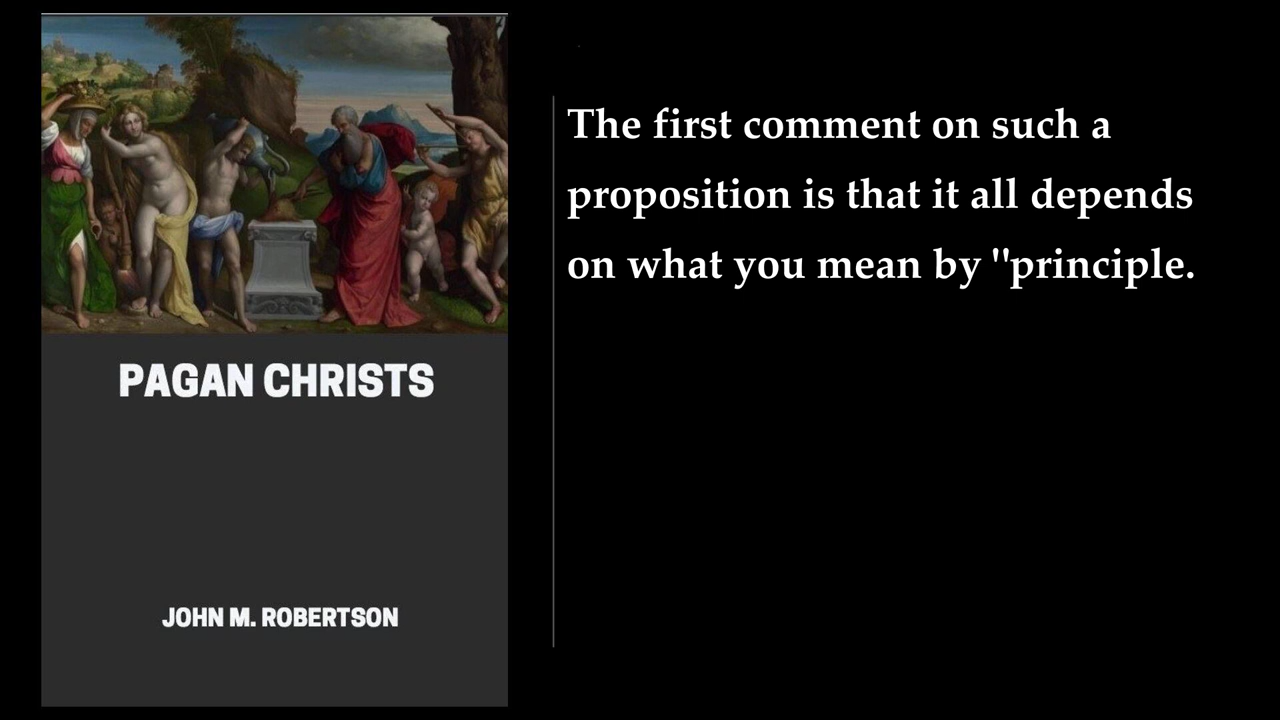 PAGAN CHRISTS
JOHN M. ROBERTSON
The first comment on such a
proposition is that it all depends
on what you mean by "principle.